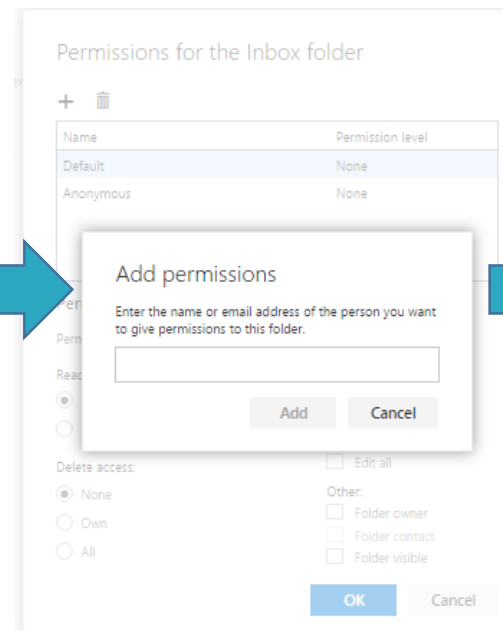 Permissions for the Inbox folder
Name Permission level
Default None
Anonymous None
Add permissions
Enter the name or email address of the person you want
to give permissions to this folder.
Add Cancel
Edit all
Delete access: Other:
None Folder owner
Own Folder contact
All Folder visible
OK Cancel